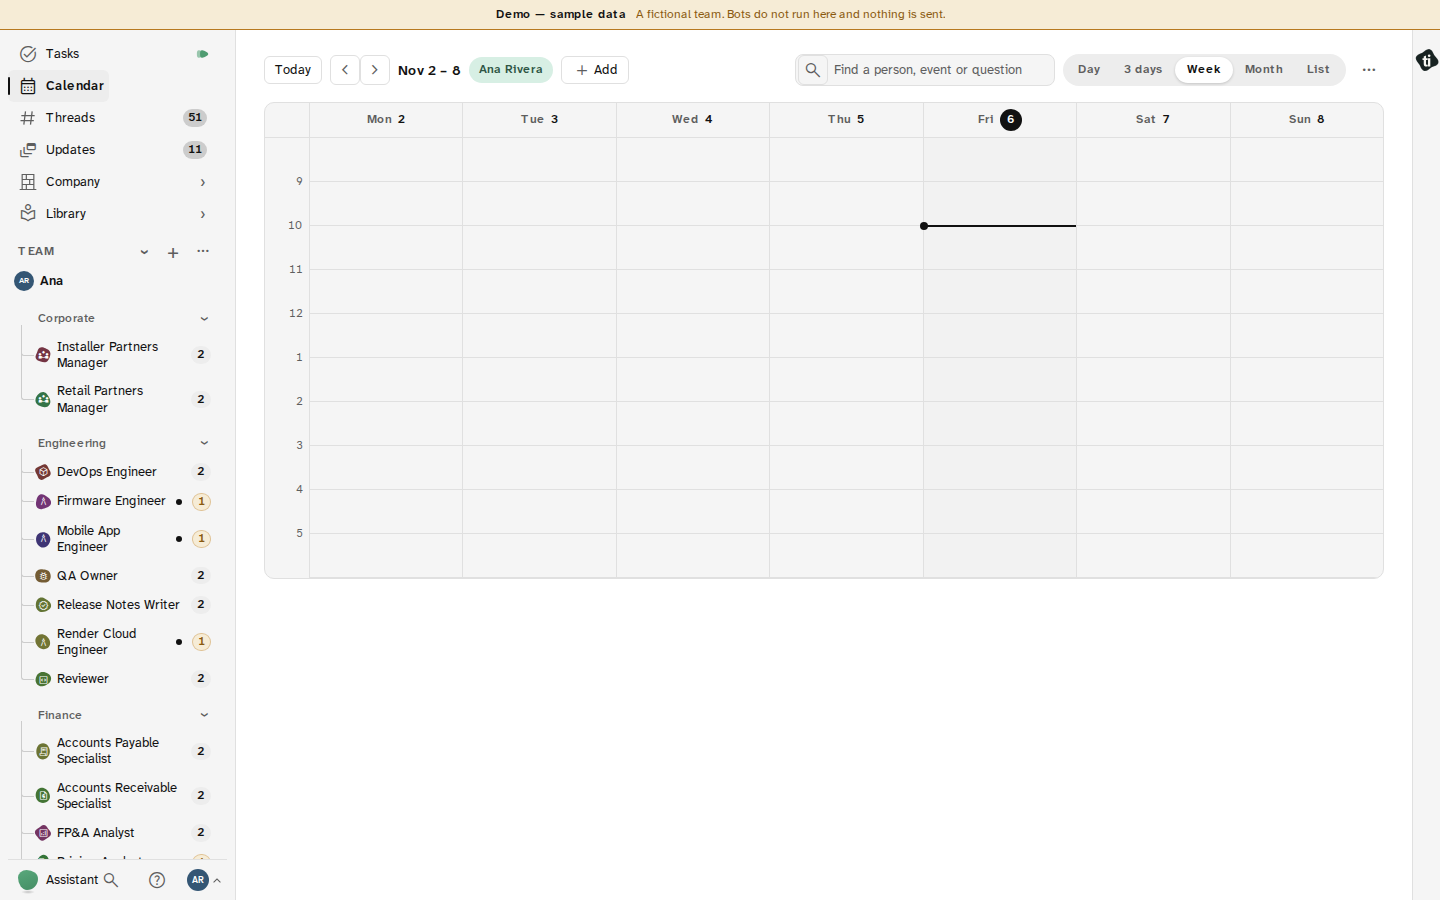 Demo — sample data A fictional team. Bots do not run here and nothing is sent.
Tasks
Calendar
Threads 51
Updates 11
Company
Library
TEAM
AR Ana
Corporate
Installer Partners
Manager
2
Retail Partners
Manager
2
Engineering
DevOps Engineer 2
Firmware Engineer 1
Mobile App
Engineer
1
QA Owner 2
Release Notes Writer 2
Render Cloud
Engineer
1
Reviewer 2
Finance
Accounts Payable
Specialist
2
Accounts Receivable
Specialist
2
FP&A Analyst 2
Assistant
AR
Today Nov 2 – 8 Ana Rivera + Add
Find a person, event or question
Day 3 days Week Month List
ti
Mon 2 Tue 3 Wed 4 Thu 5 Fri 6 Sat 7 Sun 8
9
10
11
12
1
2
3
4
5